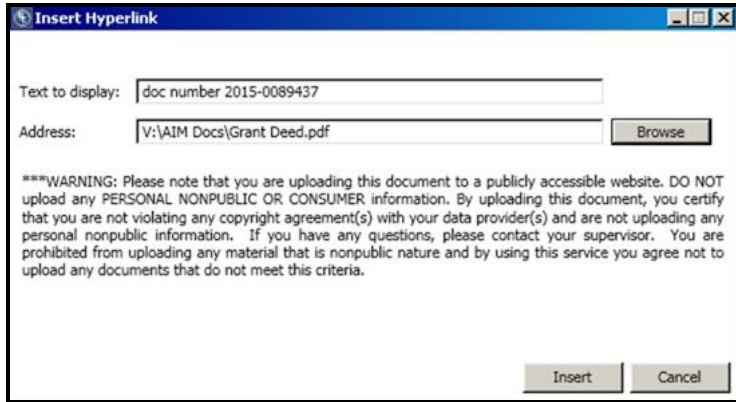 Insert Hyperlink
Text to display: doc number 2015-0089437
Address: V:\AIM Docs\Grant Deed.pdf Browse
***WARNING: Please note that you are uploading this document to a publicly accessible website. DO NOT
upload any PERSONAL NONPUBLIC OR CONSUMER information. By uploading this document, you certify
that you are not violating any copyright agreement(s) with your data provider(s) and are not uploading any
personal nonpublic information. If you have any questions, please contact your supervisor. You are
prohibited from uploading any material that is nonpublic nature and by using this service you agree not to
upload any documents that do not meet this criteria.
Insert Cancel